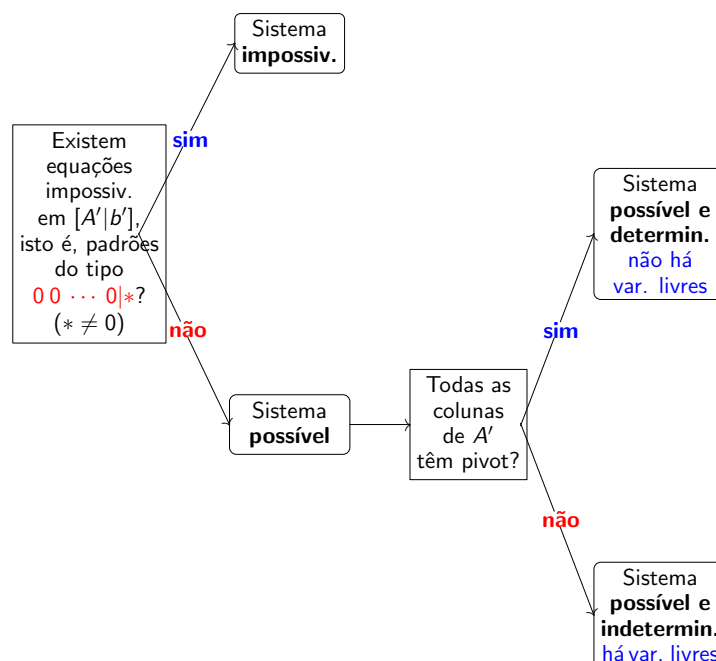 Sistema
impossiv.
sim
Existem
equações
impossiv.
em [A′|b′],
isto é, padrões
do tipo
0 0 ⋯ 0|∗?
(∗ ≠ 0)
não
Sistema
possível
Todas as
colunas
de A′
têm pivot?
sim
Sistema
possível e
determin.
não há
var. livres
não
Sistema
possível e
indetermin.
há var. livres